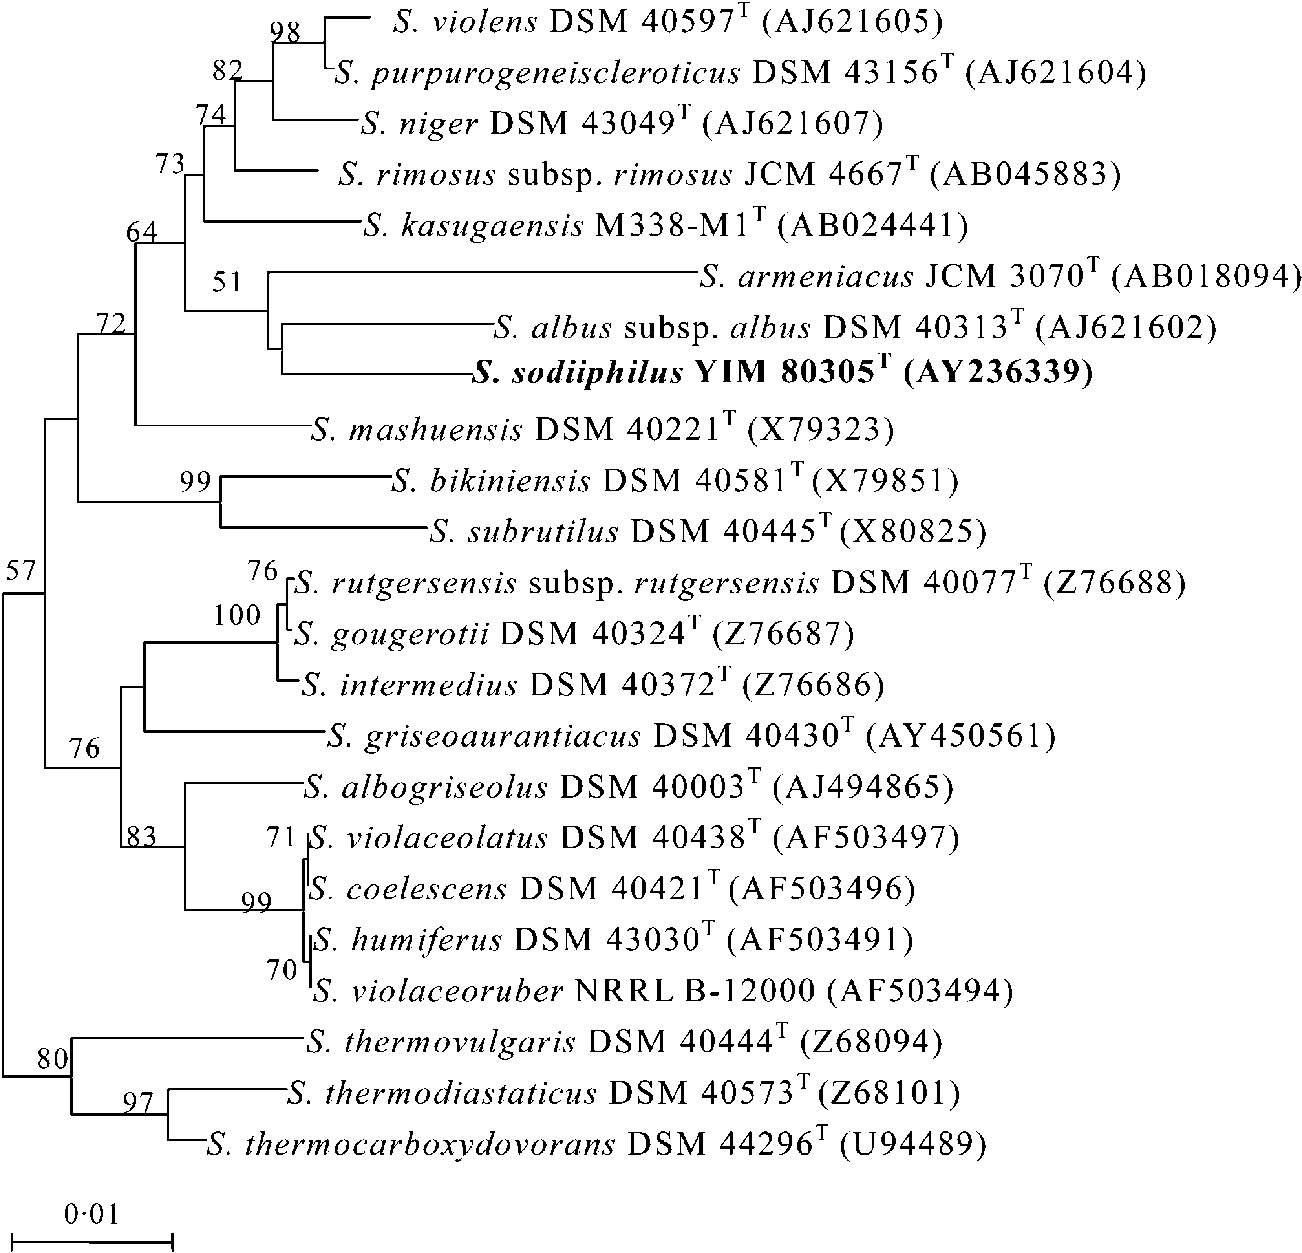 98
S. violens DSM 40597T (AJ621605)
82
S. purpurogeneiscleroticus DSM 43156T (AJ621604)
74
S. niger DSM 43049T (AJ621607)
73
S. rimosus subsp. rimosus JCM 4667T (AB045883)
64
S. kasugaensis M338-M1T (AB024441)
51
S. armeniacus JCM 3070T (AB018094)
72
S. albus subsp. albus DSM 40313T (AJ621602)
S. sodiiphilus YIM 80305T (AY236339)
S. mashuensis DSM 40221T (X79323)
99
S. bikiniensis DSM 40581T (X79851)
S. subrutilus DSM 40445T (X80825)
57
76
S. rutgersensis subsp. rutgersensis DSM 40077T (Z76688)
100
S. gougerotii DSM 40324T (Z76687)
S. intermedius DSM 40372T (Z76686)
76
S. griseoaurantiacus DSM 40430T (AY450561)
S. albogriseolus DSM 40003T (AJ494865)
83
71
S. violaceolatus DSM 40438T (AF503497)
99
S. coelescens DSM 40421T (AF503496)
S. humiferus DSM 43030T (AF503491)
70
S. violaceoruber NRRL B-12000 (AF503494)
80
S. thermovulgaris DSM 40444T (Z68094)
97
S. thermodiastaticus DSM 40573T (Z68101)
S. thermocarboxydovorans DSM 44296T (U94489)
0·01